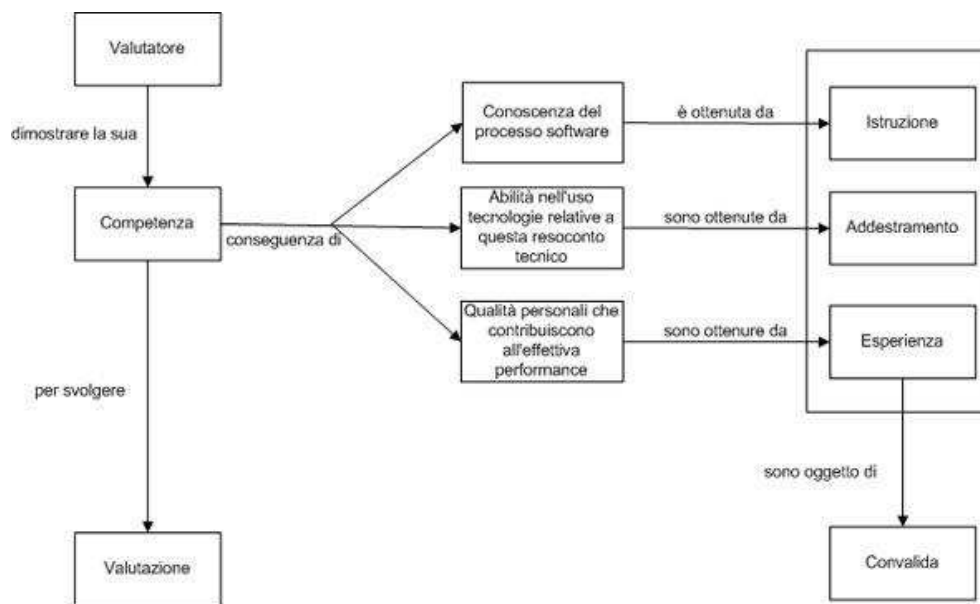 Valutatore
dimostrare la sua
Competenza
conseguenza di
per svolgere
Valutazione
Conoscenza del
processo software
è ottenuta da
Istruzione
Abilità nell'uso
tecnologie relative a
questa resoconto
tecnico
sono ottenute da
Addestramento
Qualità personali che
contribuiscono
all'effettiva
performance
sono ottenure da
Esperienza
sono oggetto di
Convalida